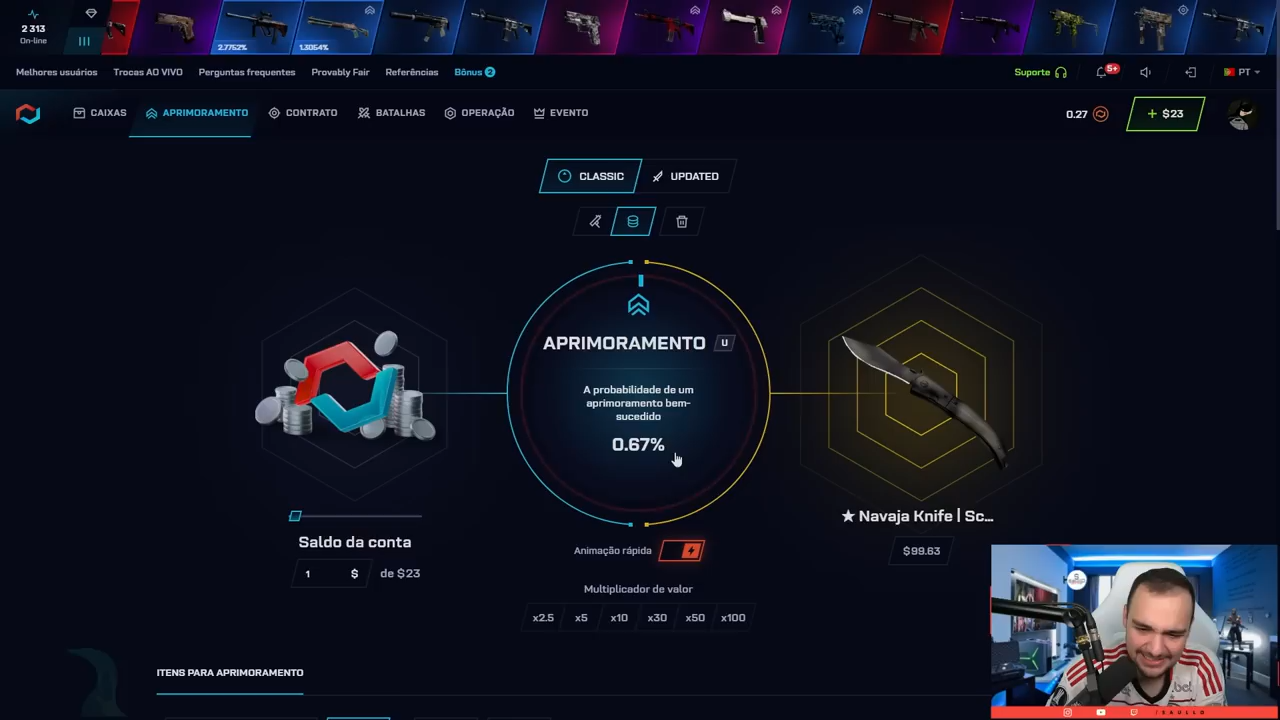 2 313
On-line
2.7752%
1.3054%
Melhores usuários
Trocas AO VIVO
Perguntas frequentes
Provably Fair
Referências
Bônus 2
Suporte
5+
PT
CAIXAS
APRIMORAMENTO
CONTRATO
BATALHAS
OPERAÇÃO
EVENTO
0.27
+ $23
CLASSIC
UPDATED
APRIMORAMENTO U
A probabilidade de um
aprimoramento bem-
sucedido
0.67%
★ Navaja Knife | Sc...
$99.63
Saldo da conta
1 $ de $23
Animação rápida
Multiplicador de valor
x2.5 x5 x10 x30 x50 x100
ITENS PARA APRIMORAMENTO
/SAULLO